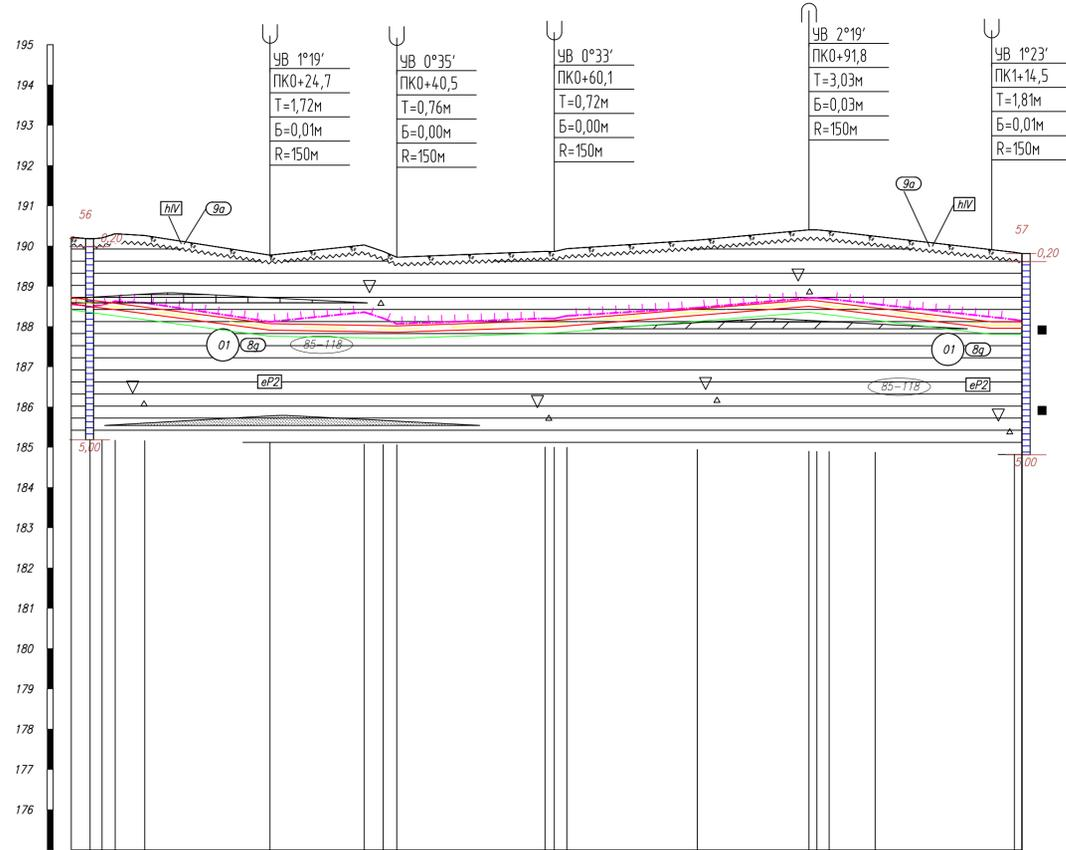 УВ 1°19'
ПК0+24,7
Т=1,72м
Б=0,01м
R=150м
УВ 0°35'
ПК0+40,5
Т=0,76м
Б=0,00м
R=150м
УВ 0°33'
ПК0+60,1
Т=0,72м
Б=0,00м
R=150м
УВ 2°19'
ПК0+91,8
Т=3,03м
Б=0,03м
R=150м
УВ 1°23'
ПК1+14,5
Т=1,81м
Б=0,01м
R=150м
195
194
193
192
191
190
189
188
187
186
185
184
183
182
181
180
179
178
177
176
56
0,20
hIV
9а
9а
hIV
57
0,20
01
8g
85-118
01
8g
eP2
85-118
eP2
5,00
5,00